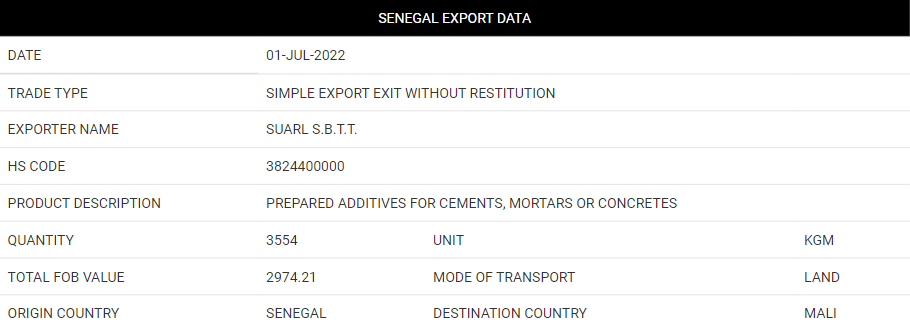 SENEGAL EXPORT DATA
DATE 01-JUL-2022
TRADE TYPE SIMPLE EXPORT EXIT WITHOUT RESTITUTION
EXPORTER NAME SUARL S.B.T.T.
HS CODE 3824400000
PRODUCT DESCRIPTION PREPARED ADDITIVES FOR CEMENTS, MORTARS OR CONCRETES
QUANTITY 3554 UNIT KGM
TOTAL FOB VALUE 2974.21 MODE OF TRANSPORT LAND
ORIGIN COUNTRY SENEGAL DESTINATION COUNTRY MALI